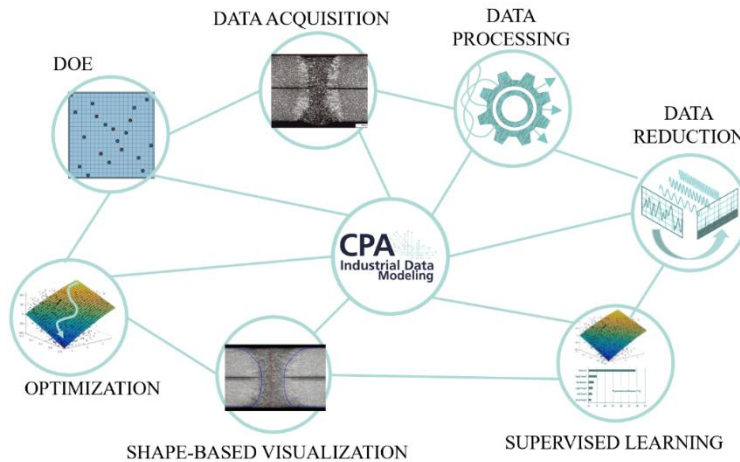 DATA ACQUISITION
DATA
PROCESSING
DOE
DATA
REDUCTION
CPA
Industrial Data
Modeling
OPTIMIZATION
SHAPE-BASED VISUALIZATION
SUPERVISED LEARNING